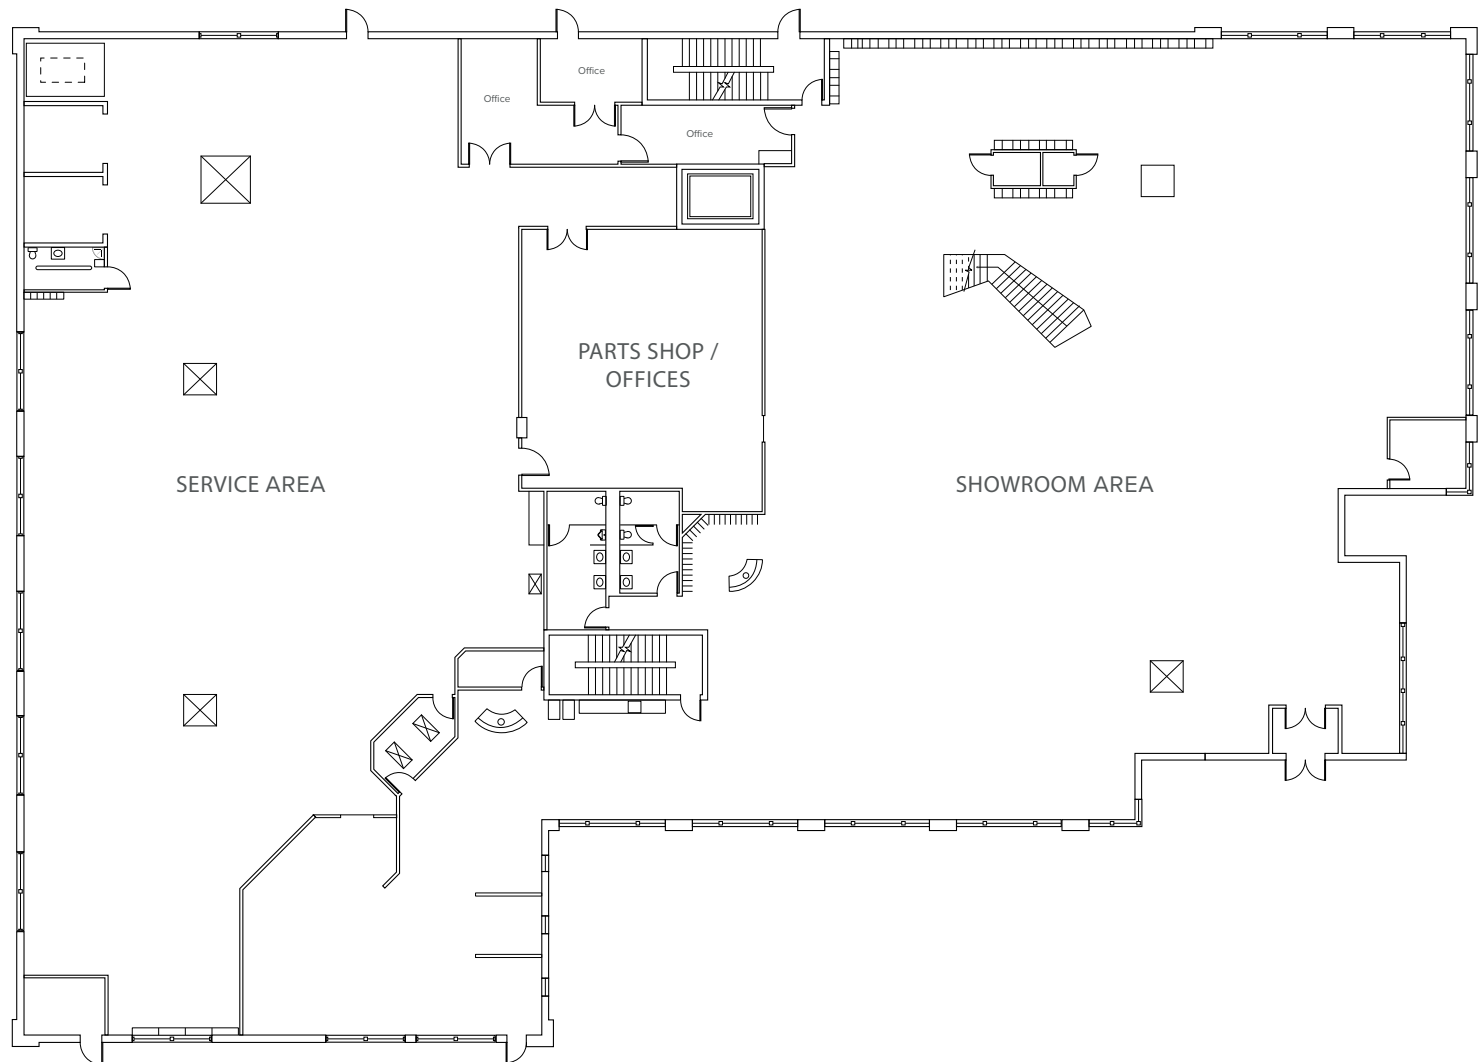 Office
Office
Office
PARTS SHOP /
OFFICES
SERVICE AREA
SHOWROOM AREA